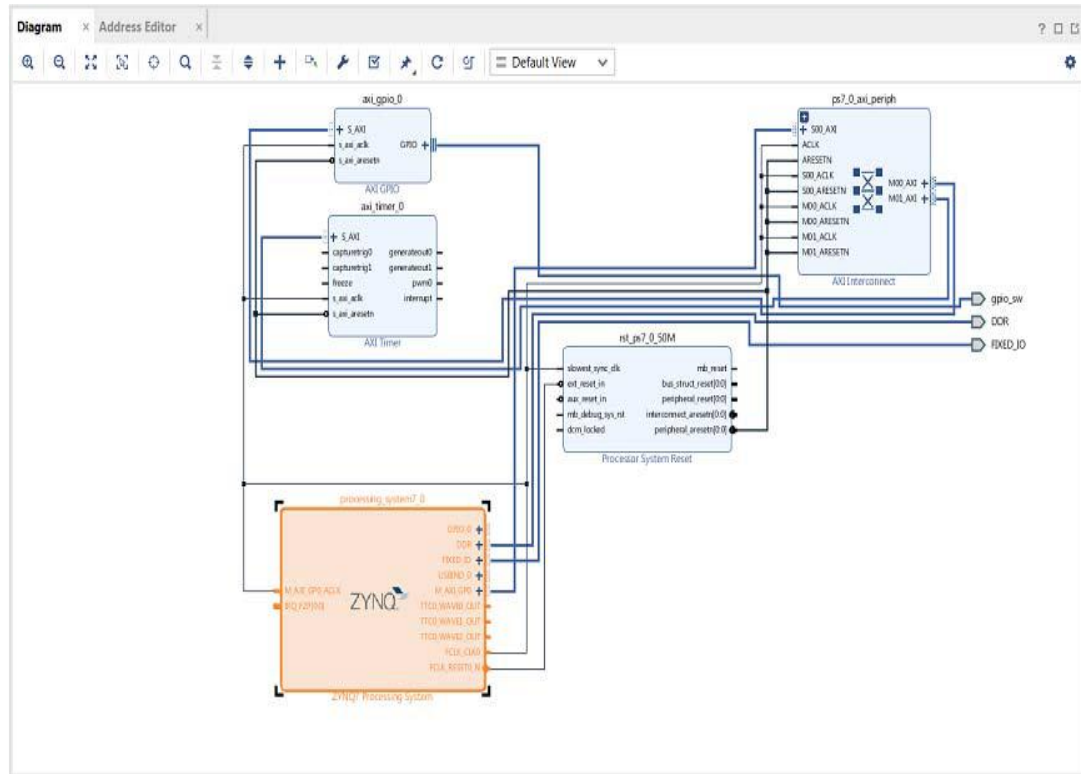 Diagram × Address Editor ×
? □
Default View
axi_gpio_0
S_AXI
s_axi_aclk
s_axi_aresetn
GPIO
AXI GPIO
axi_timer_0
S_AXI
capturetrig0
capturetrig1
freeze
s_axi_aclk
s_axi_aresetn
generateout0
generateout1
pwm0
interrupt
AXI Timer
ps7_0_axi_periph
S00_AXI
ACLK
ARESETN
S00_ACLK
S00_ARESETN
M00_ACLK
M00_ARESETN
M01_ACLK
M01_ARESETN
M00_AXI
M01_AXI
AXI Interconnect
gpio_sw
DDR
FIXED_IO
rst_ps7_0_50M
slowest_sync_clk
ext_reset_in
aux_reset_in
mb_debug_sys_rst
dcm_locked
mb_reset
bus_struct_reset[0:0]
peripheral_reset[0:0]
interconnect_aresetn[0:0]
peripheral_aresetn[0:0]
Processor System Reset
processing_system7_0
M_AXI_GP0_ACLK
ZYNQ
GPIO_0
DDR
FIXED_IO
USBIND_0
M_AXI_GP0
TTC0_WAVE0_OUT
TTC0_WAVE1_OUT
TTC0_WAVE2_OUT
FCLK_CLK0
FCLK_RESET0_N
ZYNQ7 Processing System